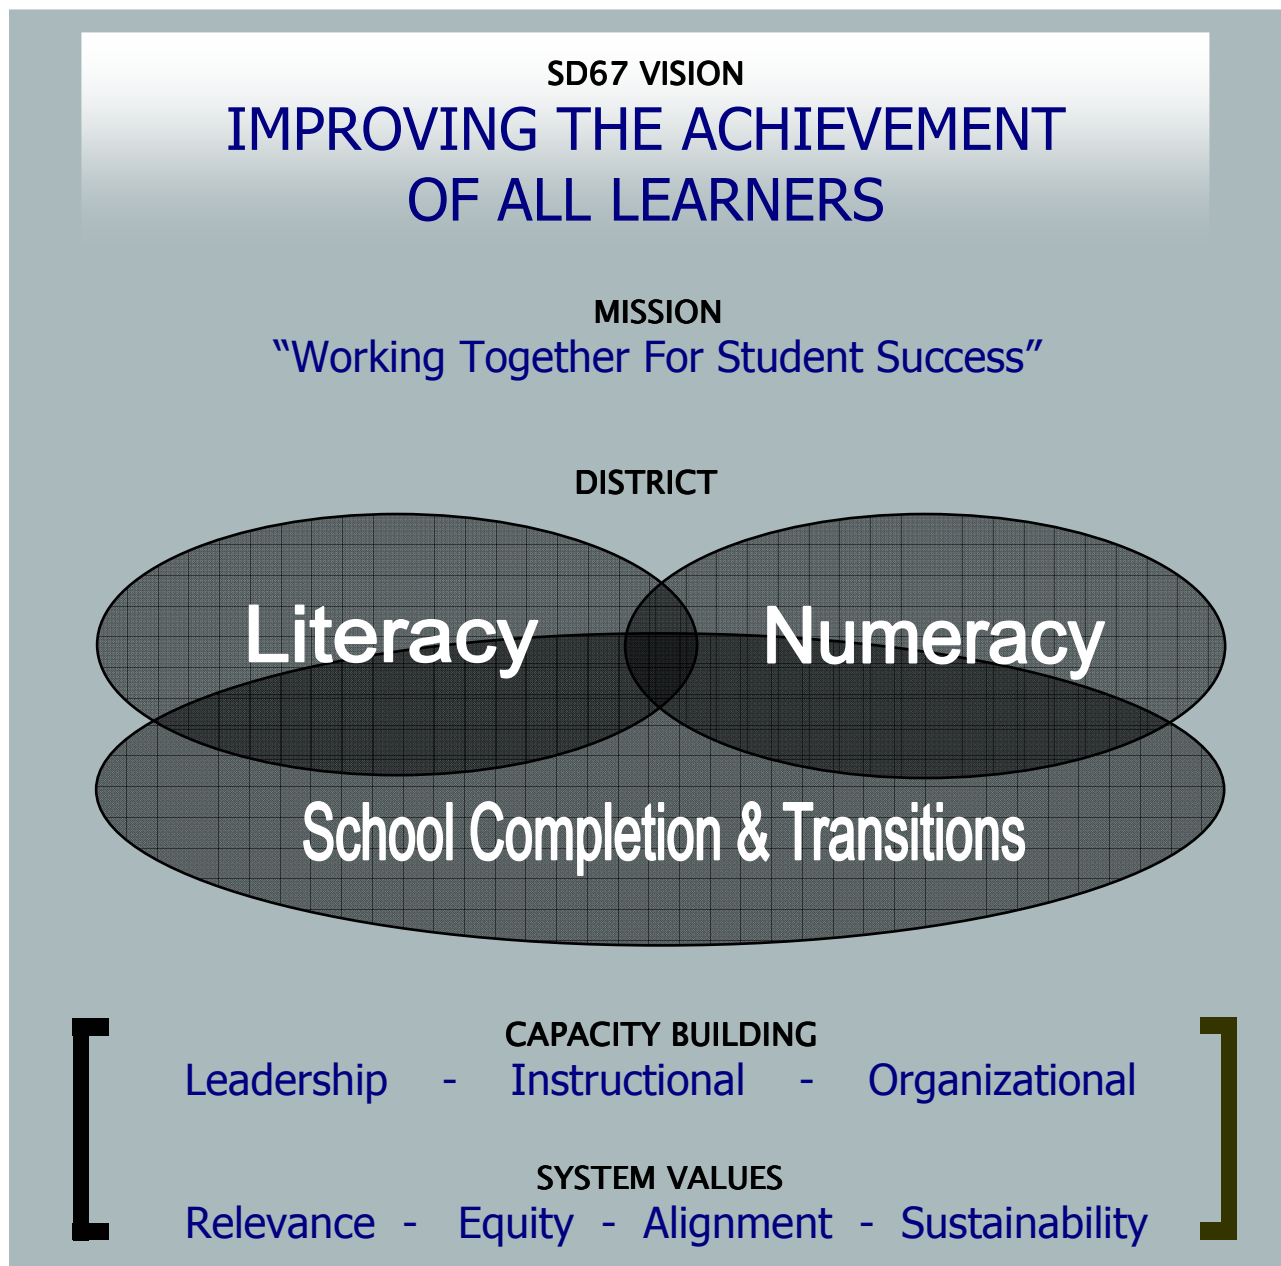 SD67 VISION
IMPROVING THE ACHIEVEMENT
OF ALL LEARNERS
MISSION
“Working Together For Student Success”
DISTRICT
Literacy
Numeracy
School Completion & Transitions
CAPACITY BUILDING
Leadership - Instructional - Organizational
SYSTEM VALUES
Relevance - Equity - Alignment - Sustainability